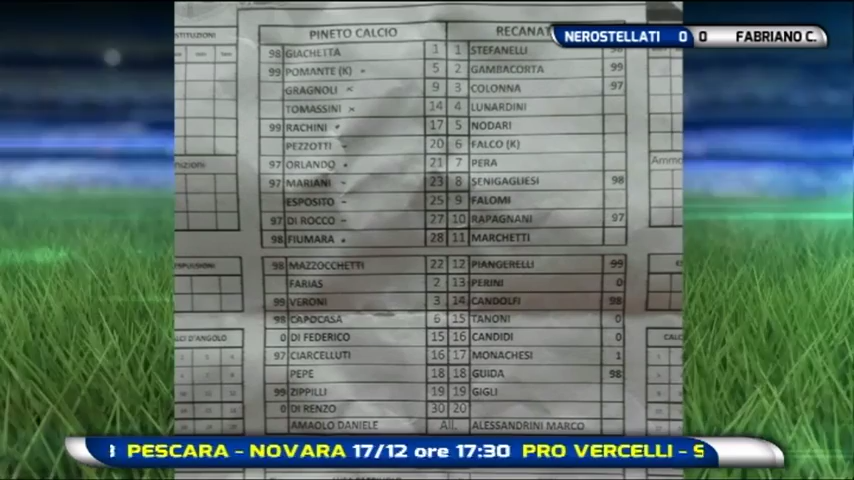 NEROSTELLATI 0 0 FABRIANO C.
PINETO CALCIO RECANAT
98 GIACHETTA 1 1 STEFANELLI 98
99 POMANTE (K) 5 2 GAMBACORTA 99
GRAGNOLI 9 3 COLONNA 97
TOMASSINI 14 4 LUNARDINI
99 RACHINI 17 5 NODARI
PEZZOTTI 20 6 FALCO (K)
97 ORLANDO 21 7 PERA
97 MARIANI 23 8 SENIGAGLIESI 98
ESPOSITO 25 9 FALOMI
97 DI ROCCO 27 10 RAPAGNANI 97
98 FIUMARA 28 11 MARCHETTI
98 MAZZOCCHETTI 22 12 PIANGERELLI 99
FARIAS 2 13 PERINI 0
99 VERONI 3 14 CANDOLFI 98
98 CAPOCASA 6 15 TANONI 0
0 DI FEDERICO 15 16 CANDIDI 0
97 CIARCELLUTI 16 17 MONACHESI 1
PEPE 18 18 GUIDA 98
99 ZIPPILLI 19 19 GIGLI
0 DI RENZO 30 20
AMAOLO DANIELE All. ALESSANDRINI MARCO
PESCARA - NOVARA 17/12 ore 17:30 PRO VERCELLI - S